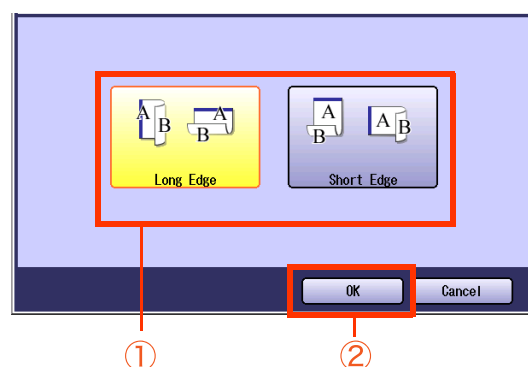 A B A B A B A B
Long Edge Short Edge
OK Cancel
① ②